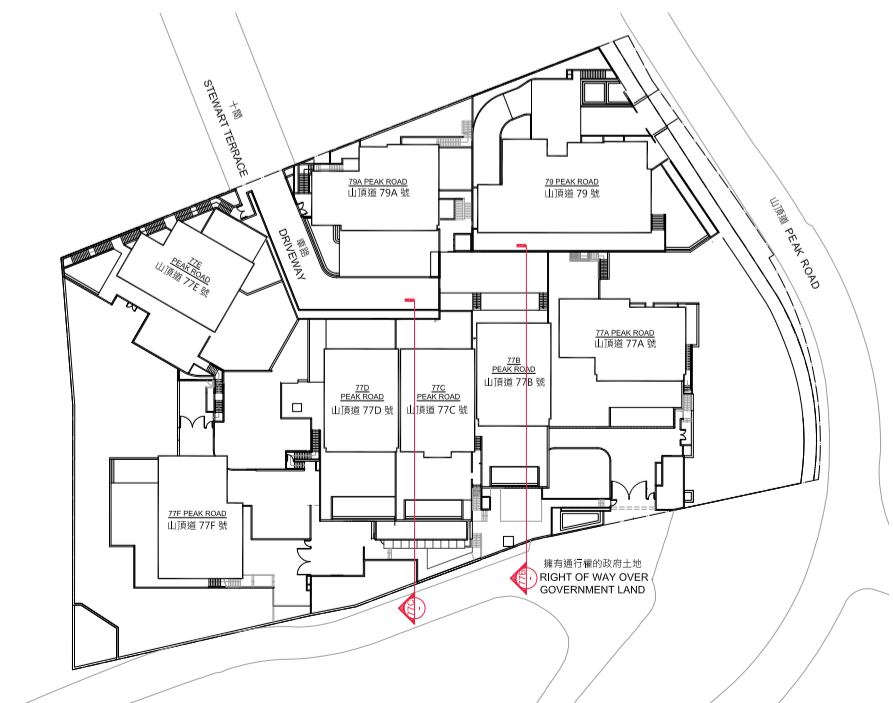 十間
STEWART TERRACE
79A PEAK ROAD
山頂道 79A 號
79 PEAK ROAD
山頂道 79 號
山頂道 PEAK ROAD
車路
DRIVEWAY
77E
PEAK ROAD
山頂道 77E 號
77A PEAK ROAD
山頂道 77A 號
77B
PEAK ROAD
山頂道 77B 號
77D
PEAK ROAD
山頂道 77D 號
77C
PEAK ROAD
山頂道 77C 號
77F PEAK ROAD
山頂道 77F 號
擁有通行權的政府土地
RIGHT OF WAY OVER
GOVERNMENT LAND
77B
-
77C
-